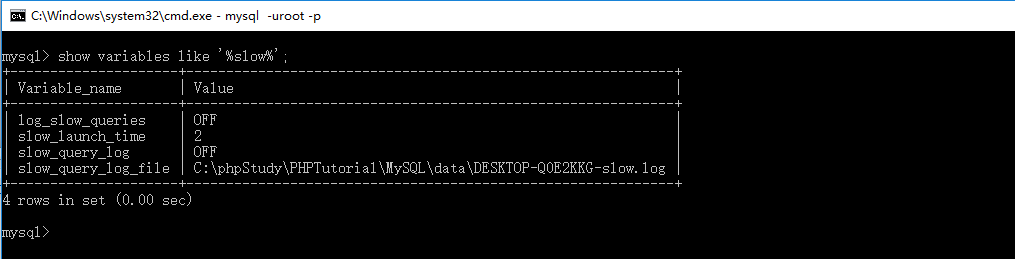 C:\Windows\system32\cmd.exe - mysql  -uroot -p
mysql> show variables like '%slow%';
+---------------------+------------------------------------------------------------+
| Variable_name       | Value                                                      |
+---------------------+------------------------------------------------------------+
| log_slow_queries    | OFF                                                        |
| slow_launch_time    | 2                                                          |
| slow_query_log      | OFF                                                        |
| slow_query_log_file | C:\phpStudy\PHPTutorial\MySQL\data\DESKTOP-Q0E2KKG-slow.log |
+---------------------+------------------------------------------------------------+
4 rows in set (0.00 sec)
mysql>